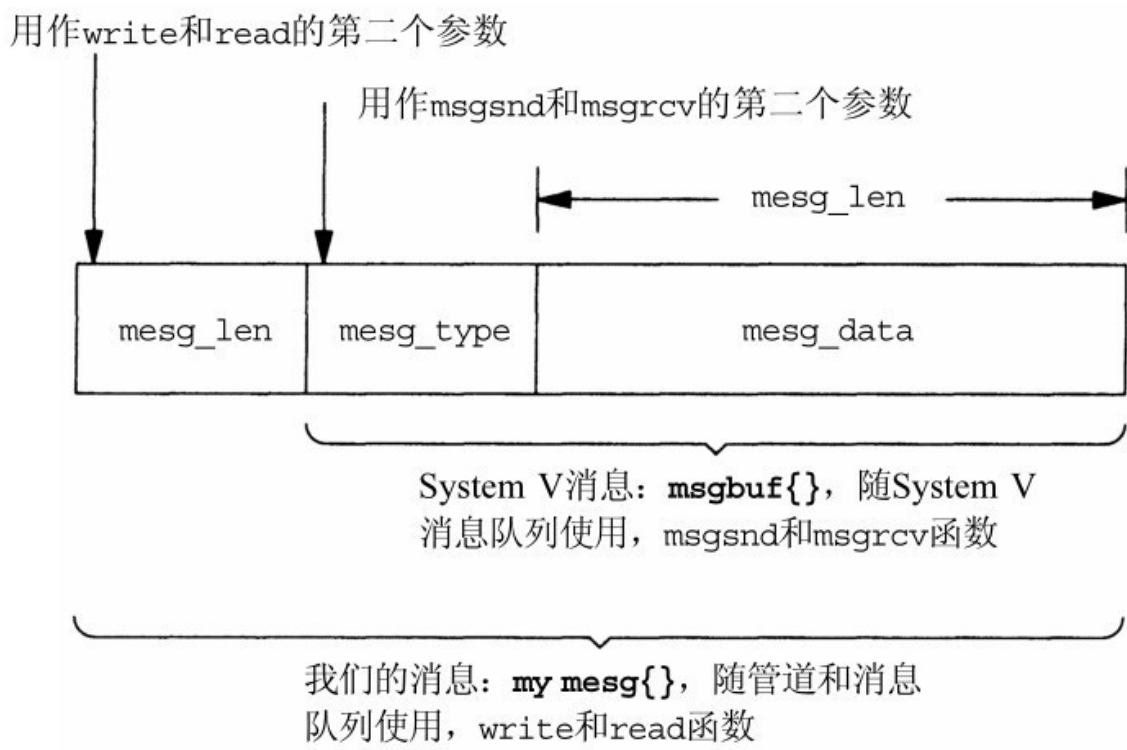 用作write和read的第二个参数
用作msgsnd和msgrcv的第二个参数
mesg_len
mesg_len
mesg_type
mesg_data
System V消息：msgbuf{}，随System V
消息队列使用，msgsnd和msgrcv函数
我们的消息：my mesg{}，随管道和消息
队列使用，write和read函数